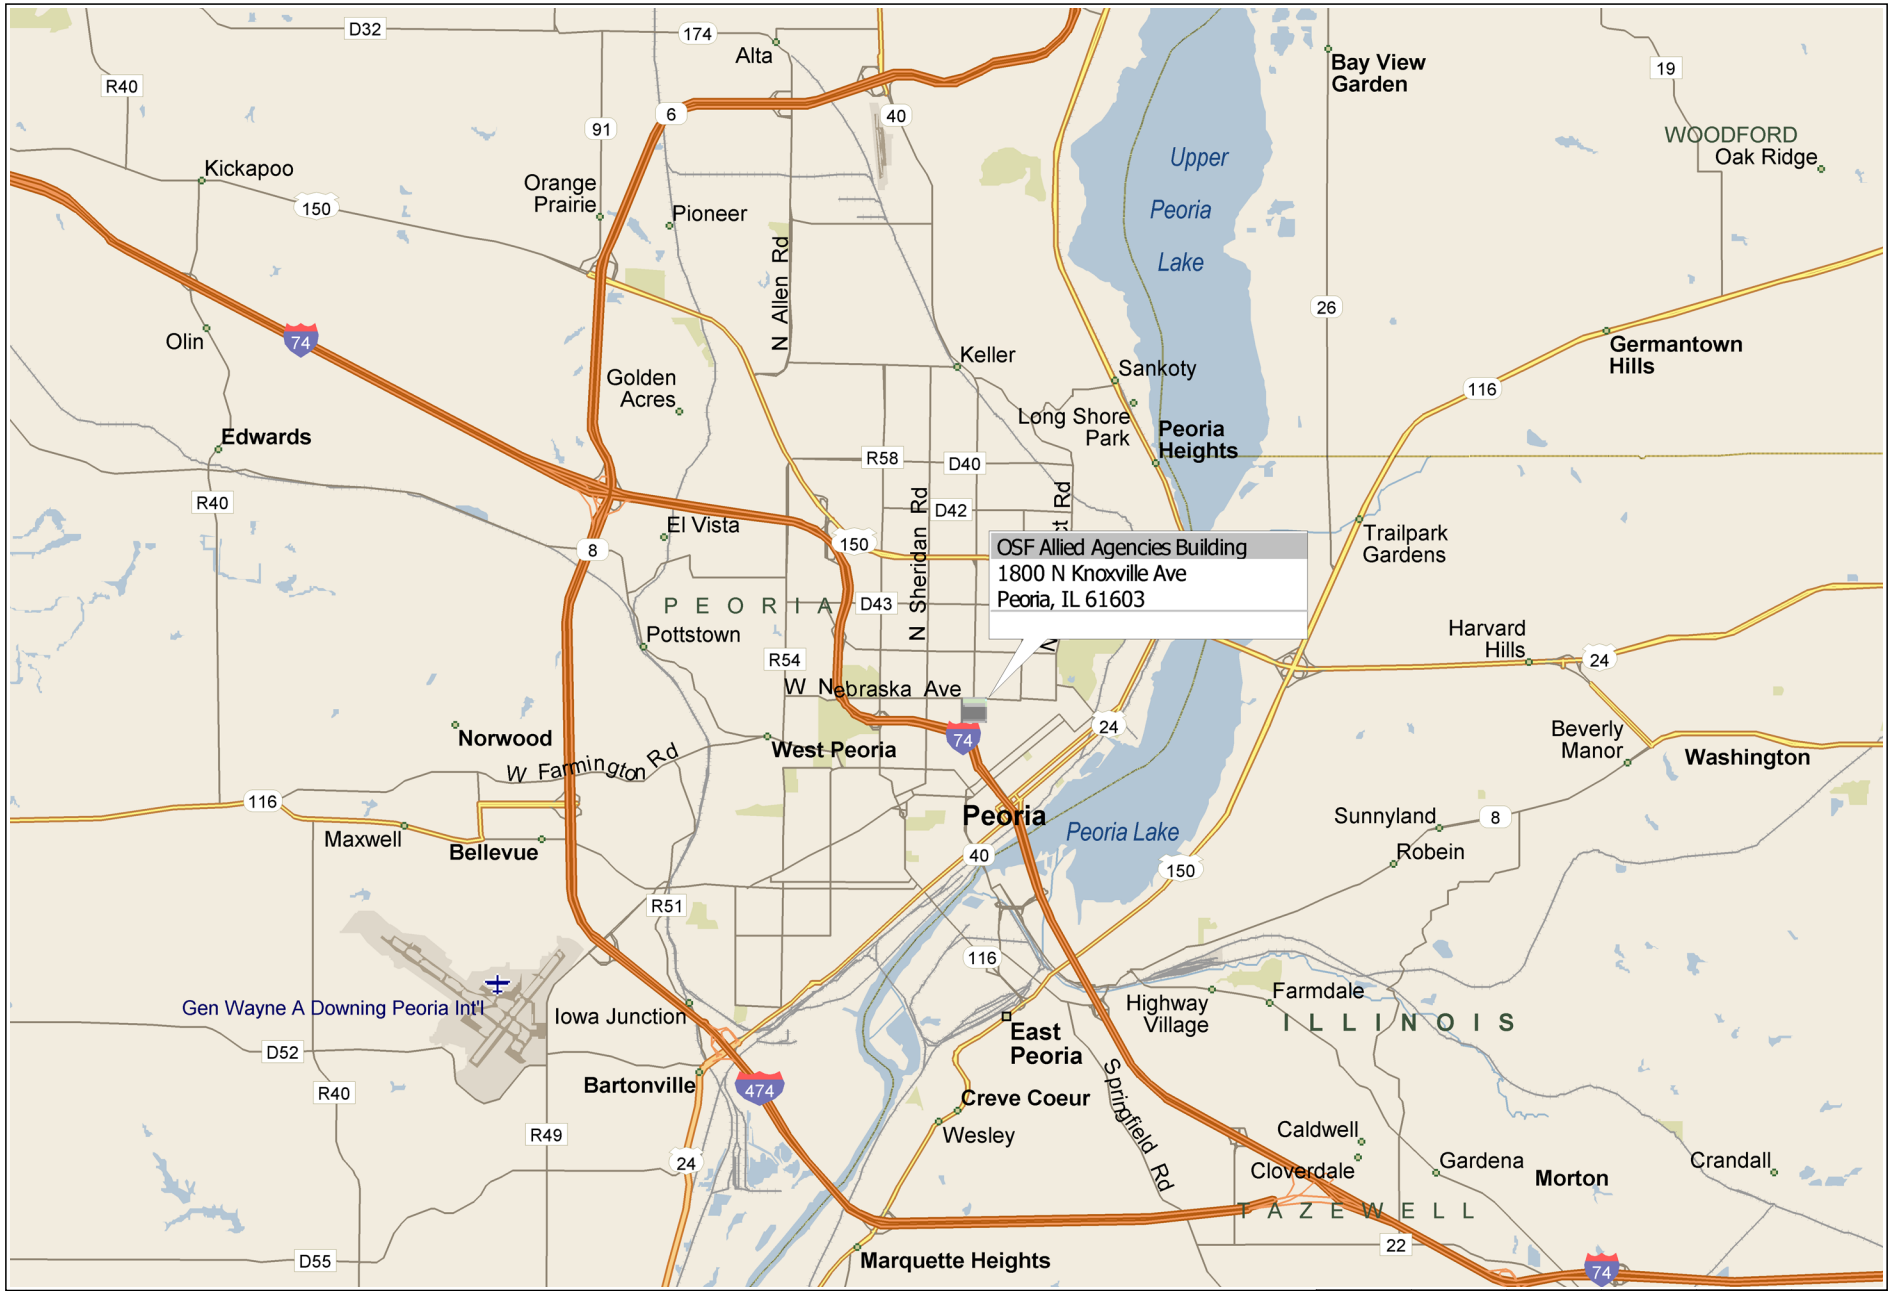 D32
174
Alta
R40
6
91
40
Bay View
Garden
19
WOODFORD
Oak Ridge
Upper
Peoria
Lake
Kickapoo
150
Orange
Prairie
Pioneer
N Allen Rd
26
Olin
74
Golden
Acres
Keller
Sankoty
Long Shore
Park
Peoria
Heights
Germantown
Hills
116
Edwards
R40
R58
D40
D42
N Sheridan Rd
ct Rd
El Vista
8
150
Trailpark
Gardens
OSF Allied Agencies Building
1800 N Knoxville Ave
Peoria, IL 61603
PEORIA
D43
Pottstown
R54
N
Harvard
Hills
24
W Nebraska Ave
Norwood
W Farmington Rd
West Peoria
74
24
Beverly
Manor
Washington
116
Maxwell
Bellevue
Peoria
Peoria Lake
40
150
Sunnyland
8
Robein
R51
116
Gen Wayne A Downing Peoria Int'l
Iowa Junction
Highway
Village
Farmdale
ILLINOIS
East
Peoria
D52
R40
Bartonville
474
Creve Coeur
Wesley
Springfield Rd
R49
24
Caldwell
Cloverdale
Gardena
Morton
Crandall
TAZEWELL
22
D55
Marquette Heights
74